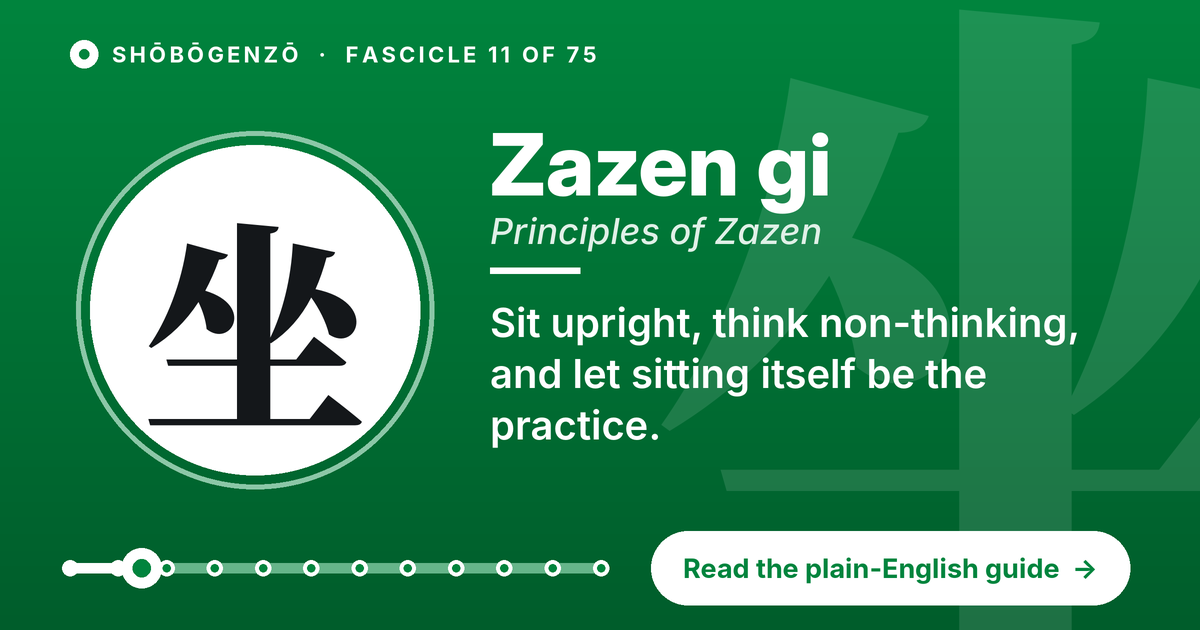 SHŌBŌGENZŌ · FASCICLE 11 OF 75
坐
Zazen gi
Principles of Zazen
Sit upright, think non-thinking,
and let sitting itself be the
practice.
Read the plain-English guide →